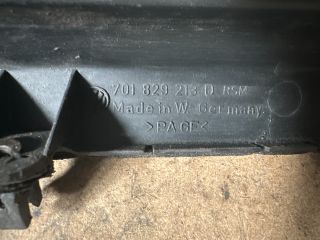 701 829 213 D RSM
Made in W.-Germany
>PAGF<